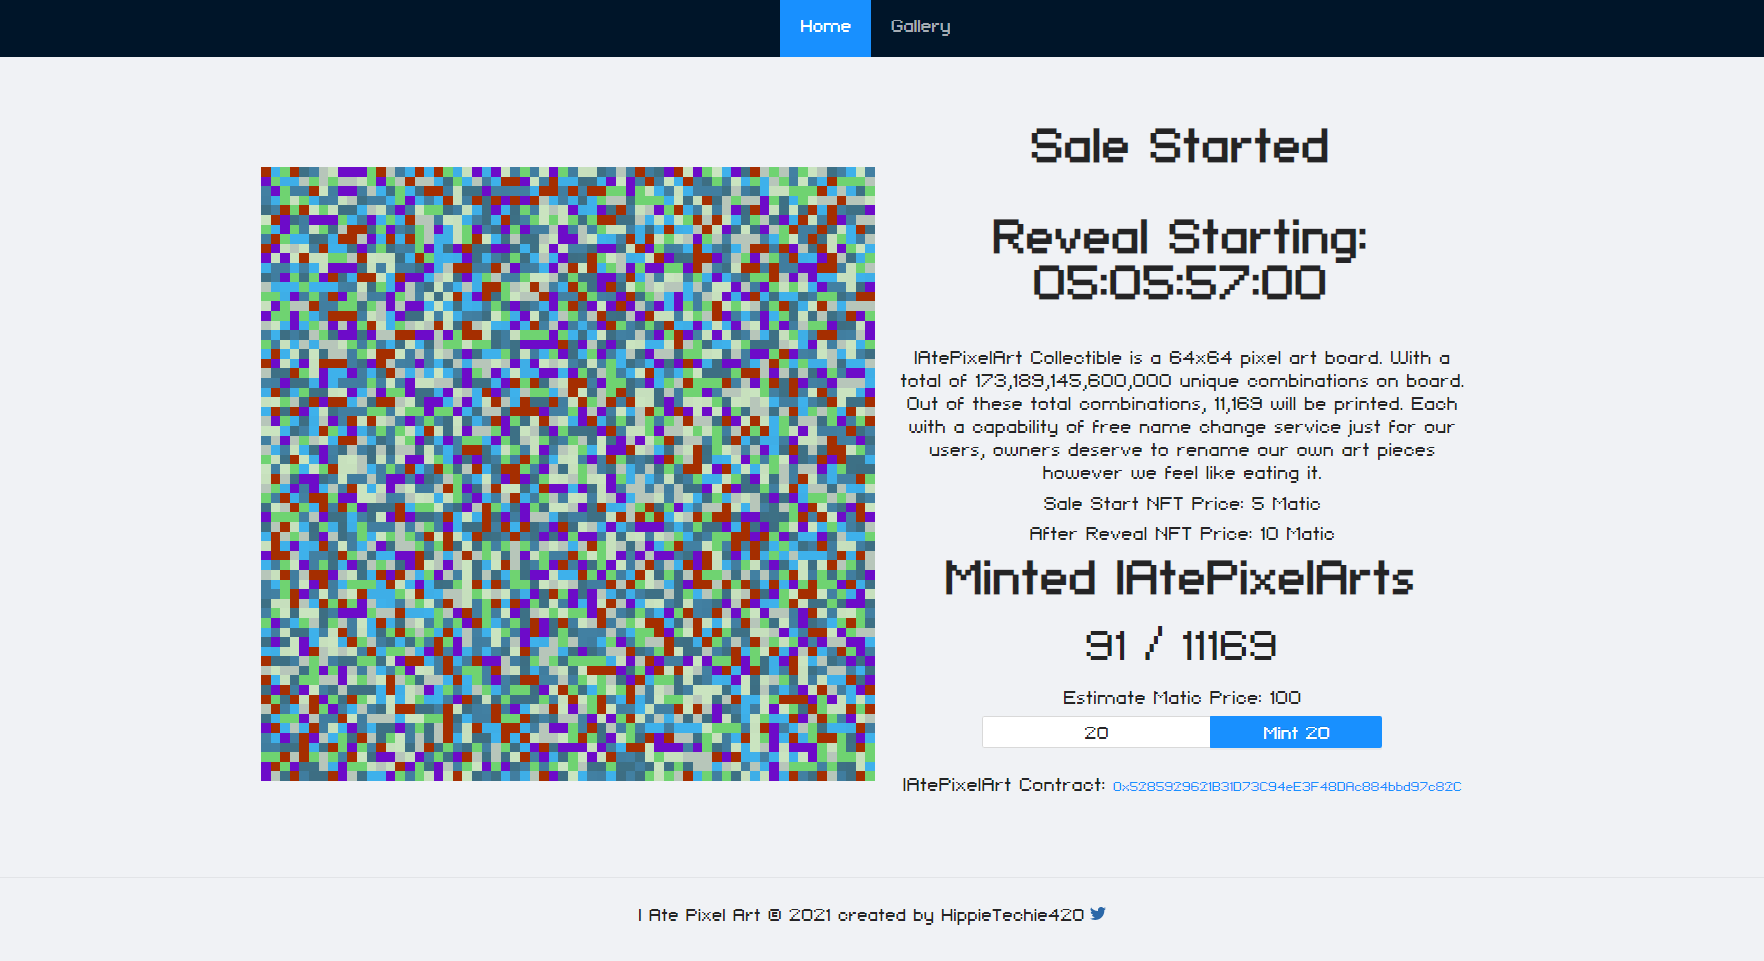 Home Gallery
Sale Started
Reveal Starting:
05:05:57:00
IAtePixelArt Collectible is a 64x64 pixel art board. With a
total of 173,189,145,600,000 unique combinations on board.
Out of these total combinations, 11,169 will be printed. Each
with a capability of free name change service just for our
users, owners deserve to rename our own art pieces
however we feel like eating it.
Sale Start NFT Price: 5 Matic
After Reveal NFT Price: 10 Matic
Minted IAtePixelArts
91 / 11169
Estimate Matic Price: 100
20 Mint 20
IAtePixelArt Contract: 0x5285929621B31D73C94eE3F48DAc884bbd97c82C
I Ate Pixel Art © 2021 created by HippieTechie420